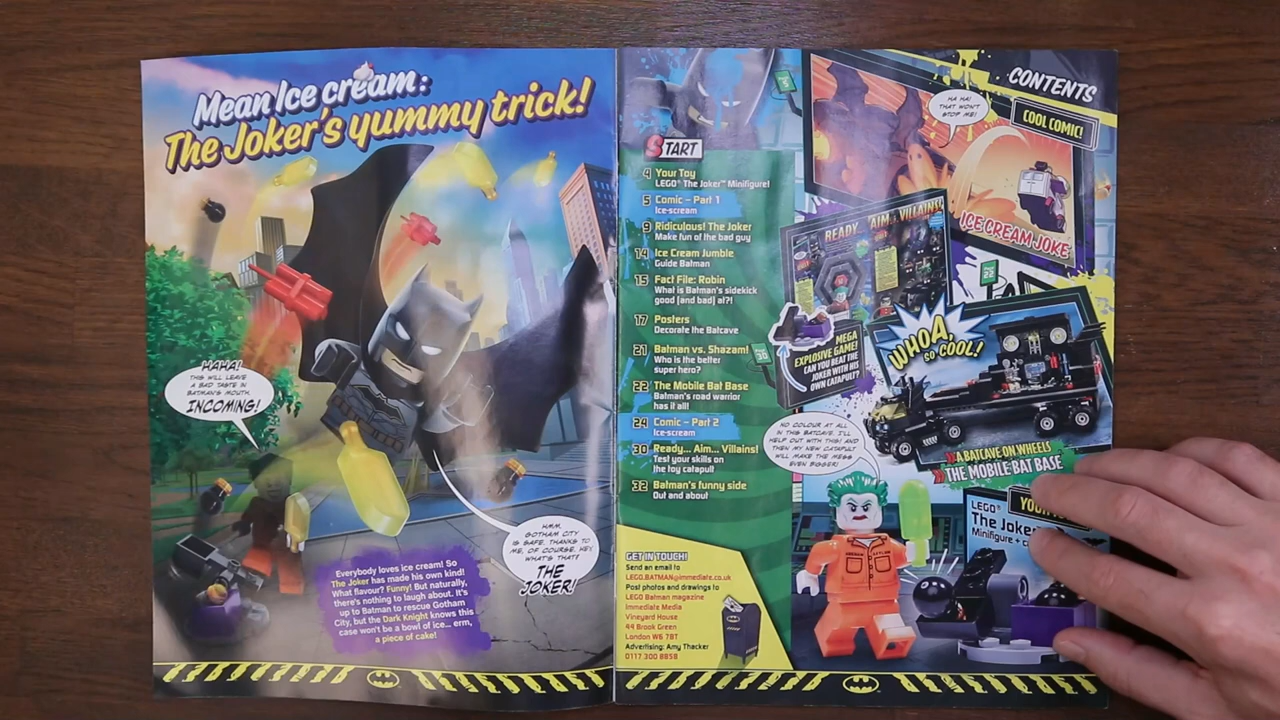 Mean Ice cream:
The Joker's yummy trick!
HAHA!
THIS WILL LEAVE
A BAD TASTE IN
BATMAN'S MOUTH.
INCOMING!
HMM,
GOTHAM CITY
IS SAFE, THANKS TO
ME, OF COURSE. HEY,
WHAT'S THAT?
THE
JOKER!
Everybody loves ice cream! So
The Joker has made his own kind!
What flavour? Funny! But naturally,
there's nothing to laugh about. It's
up to Batman to rescue Gotham
City, but the Dark Knight knows this
case won't be a bowl of ice... erm,
a piece of cake!
CONTENTS
START
4 Your Toy
LEGO® The Joker™ Minifigure!
5 Comic – Part 1
Ice-scream
9 Ridiculous! The Joker
Make fun of the bad guy
14 Ice Cream Jumble
Guide Batman
15 Fact File: Robin
What is Batman's sidekick
good (and bad) at?!
17 Posters
Decorate the Batcave
21 Batman vs. Shazam!
Who is the better
super hero?
22 The Mobile Bat Base
Batman's road warrior
has it all!
24 Comic – Part 2
Ice-scream
30 Ready... Aim... Villains!
Test your skills on
the toy catapult
32 Batman's funny side
Out and about
GET IN TOUCH!
Send an email to
LEGO.BATMAN@immediate.co.uk
Post photos and drawings to
LEGO Batman magazine
Immediate Media
Vineyard House
44 Brook Green
London W6 7BT
Advertising: Amy Thacker
0117 300 8858
HA HA!
THAT WON'T
STOP ME!
COOL COMIC!
ICE CREAM JOKE
READY
AIM... VILLAINS!
Page
22
Page
30
MEGA
EXPLOSIVE GAME!
CAN YOU BEAT THE
JOKER WITH HIS
OWN CATAPULT?
WHOA,
SO COOL!
A BATCAVE ON WHEELS
THE MOBILE BAT BASE
NO COLOUR AT ALL
IN THIS BATCAVE. I'LL
HELP OUT WITH THIS! AND
THEN MY NEW CATAPULT
WILL MAKE THE MESS
EVEN BIGGER!
LEGO®
The Joker
Minifigure +